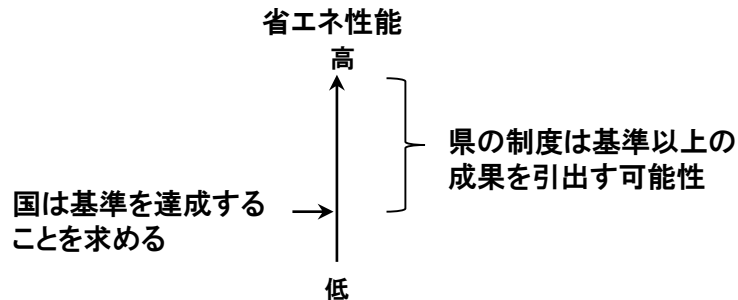 省エネ性能
高
県の制度は基準以上の
成果を引出す可能性
国は基準を達成する
ことを求める
低